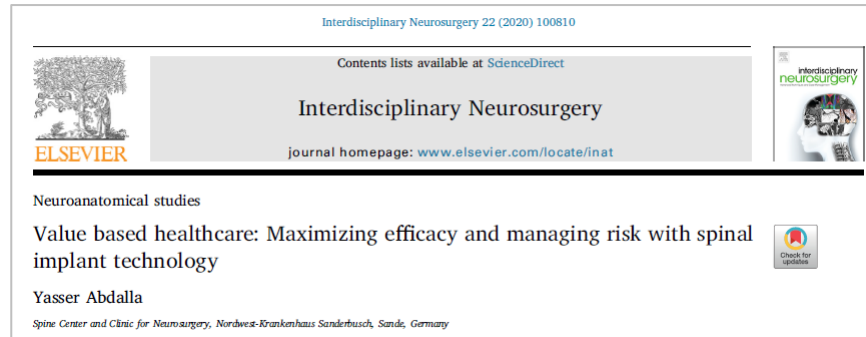 Interdisciplinary Neurosurgery 22 (2020) 100810
Contents lists available at ScienceDirect
Interdisciplinary Neurosurgery
journal homepage: www.elsevier.com/locate/inat
ELSEVIER
interdisciplinary
neurosurgery
Neuroanatomical studies
Value based healthcare: Maximizing efficacy and managing risk with spinal
implant technology
Check for
updates
Yasser Abdalla
Spine Center and Clinic for Neurosurgery, Nordwest-Krankenhaus Sanderbusch, Sande, Germany